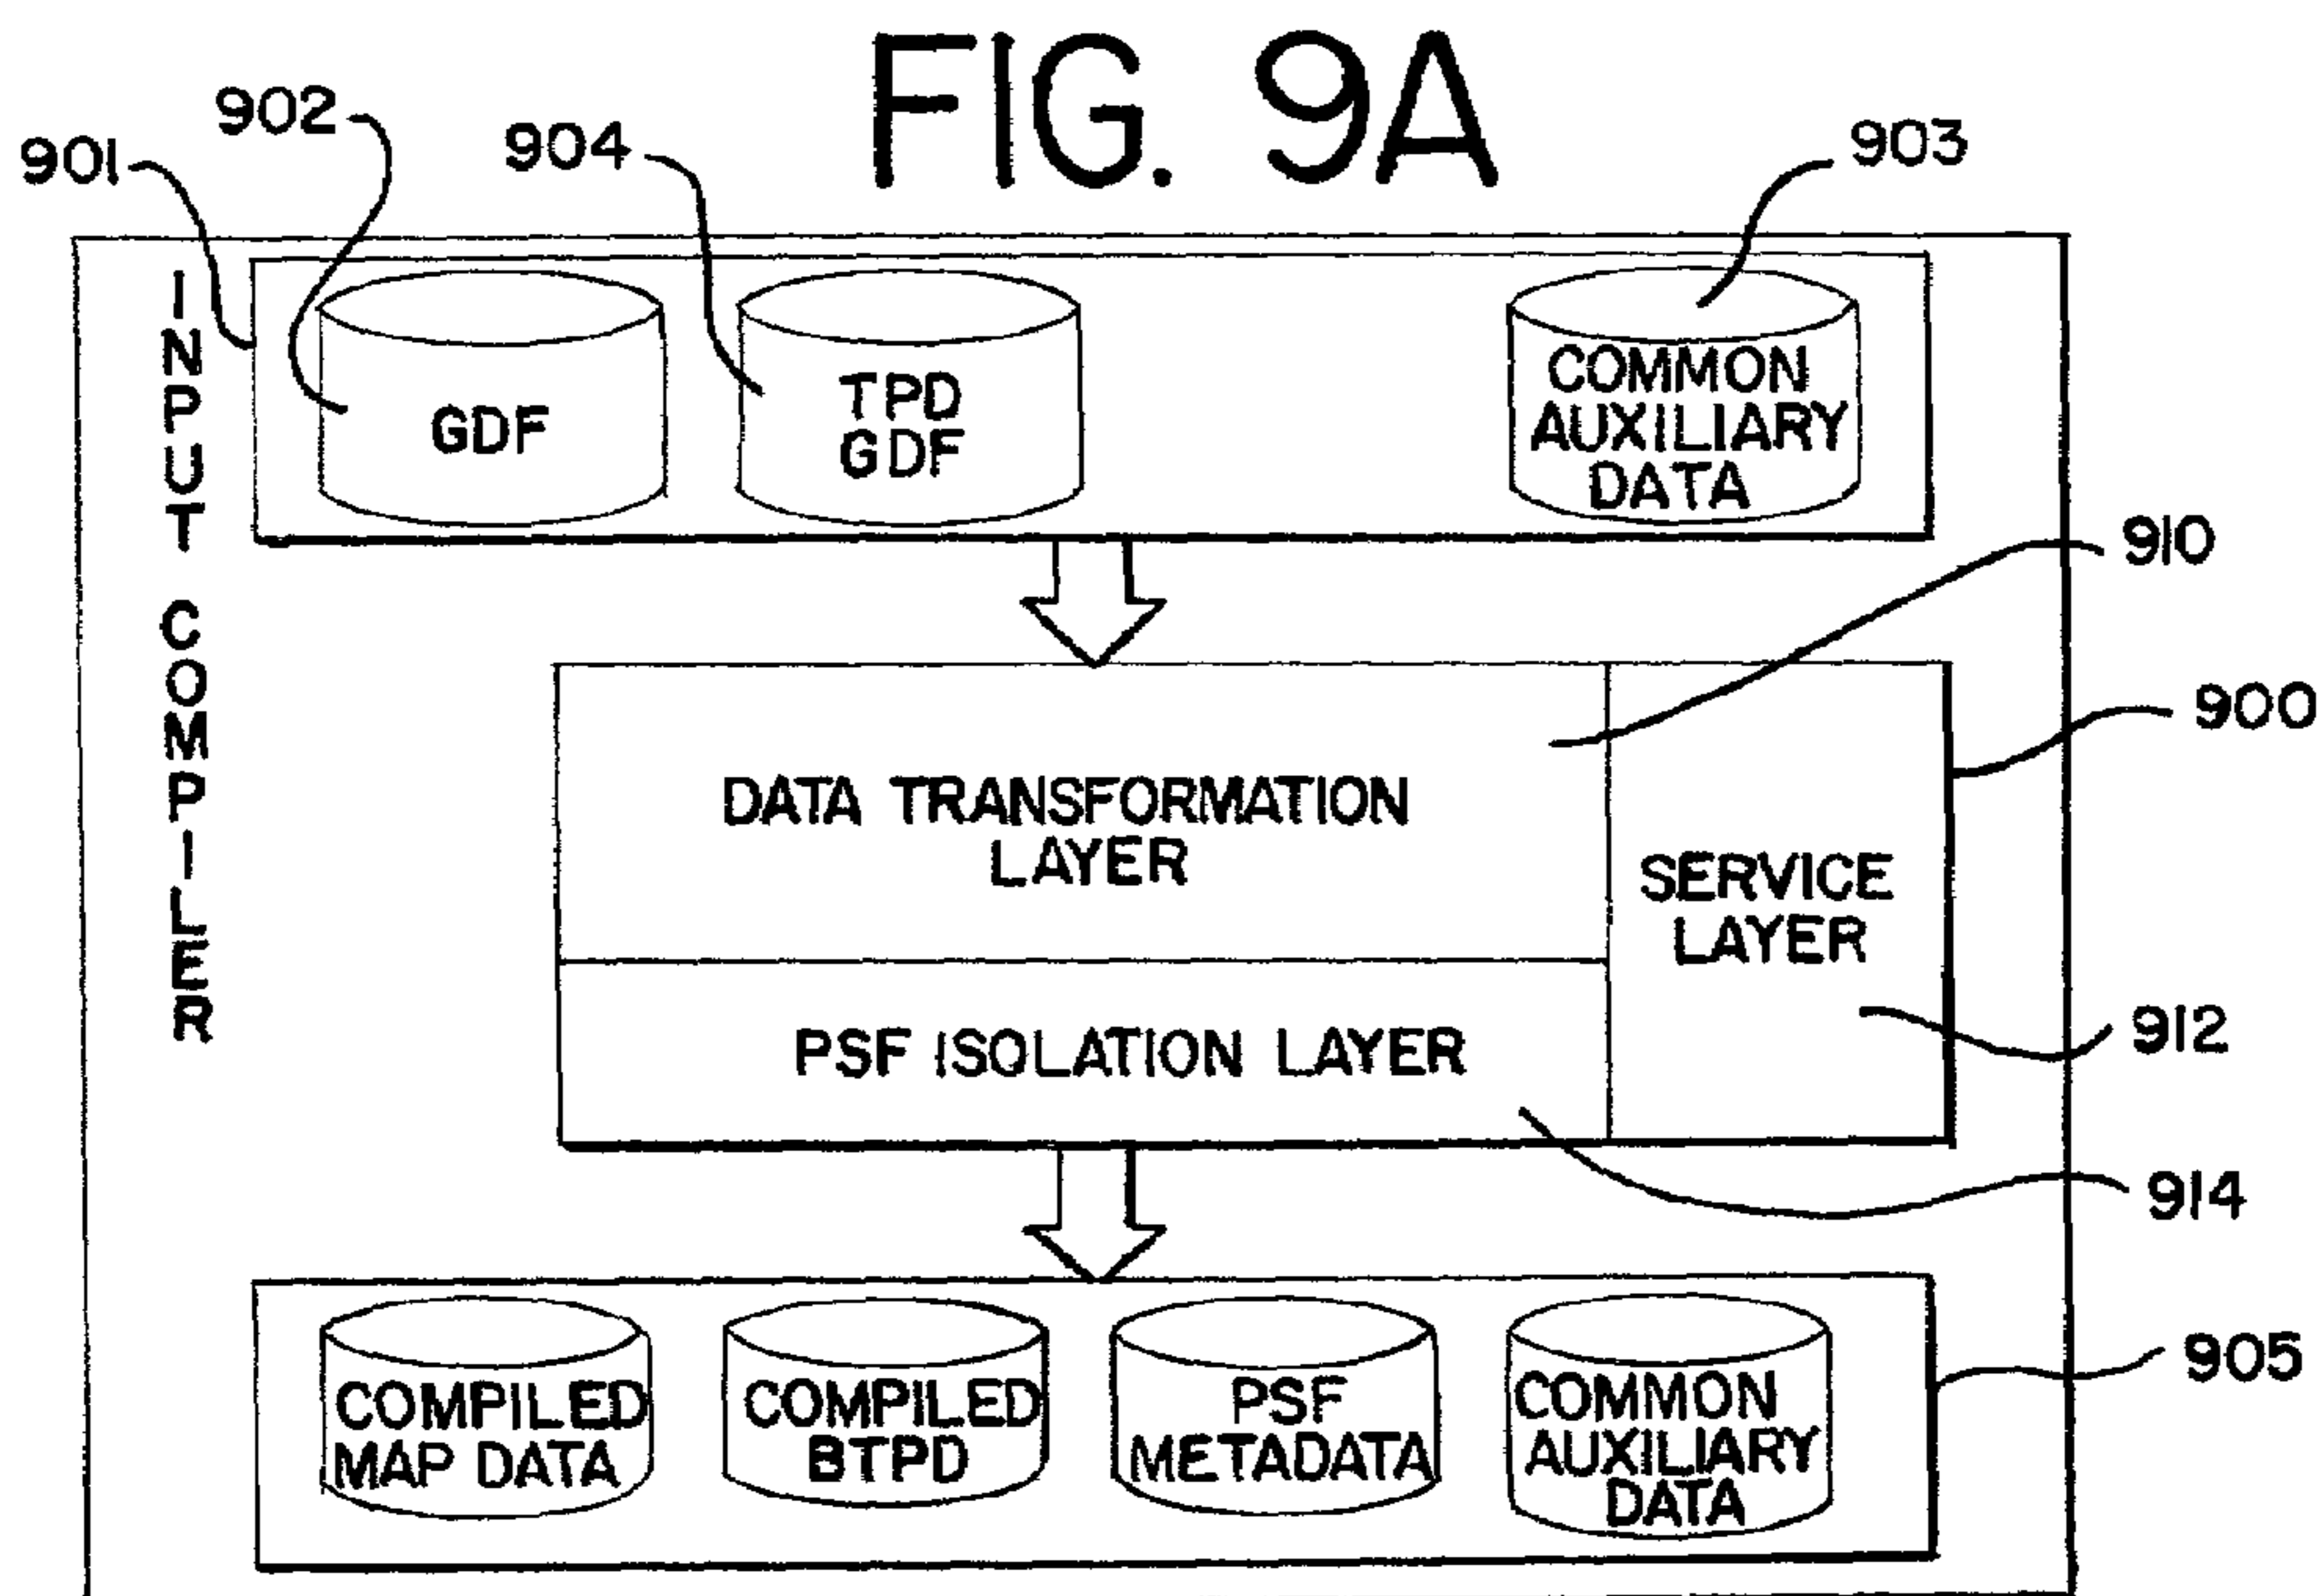 FIG. 9A
901
902
904
903
INPUT COMPILER
GDF
TPD
GDF
COMMON
AUXILIARY
DATA
910
DATA TRANSFORMATION
LAYER
900
SERVICE
LAYER
PSF ISOLATION LAYER
912
914
COMPILED
MAP DATA
COMPILED
BTPD
PSF
METADATA
COMMON
AUXILIARY
DATA
905